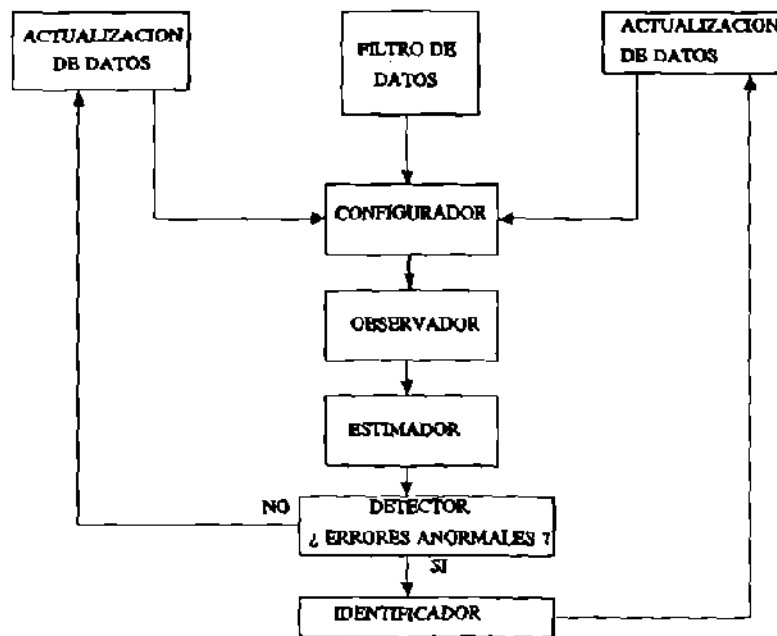 ACTUALIZACION
DE DATOS
FILTRO DE
DATOS
ACTUALIZACION
DE DATOS
CONFIGURADOR
OBSERVADOR
ESTIMADOR
NO
DETECTOR
¿ ERRORES ANORMALES ?
SI
IDENTIFICADOR